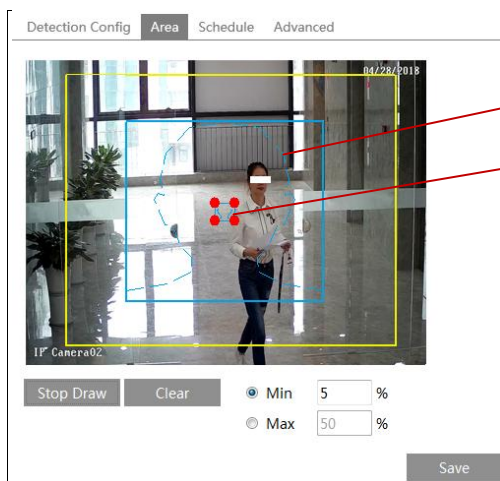 Detection Config Area Schedule Advanced
04/28/2018
IP Camera02
Stop Draw Clear Min 5 %
Max 50 %
Save